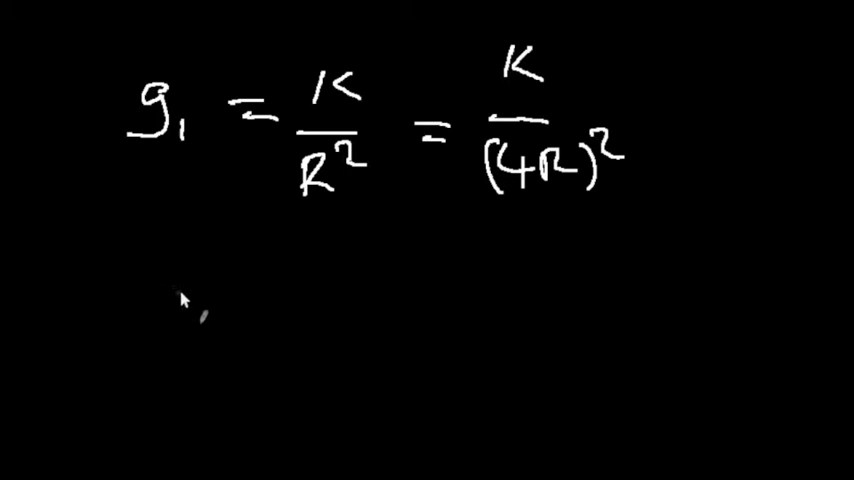 g₁ = K/R² = K/(4R)²